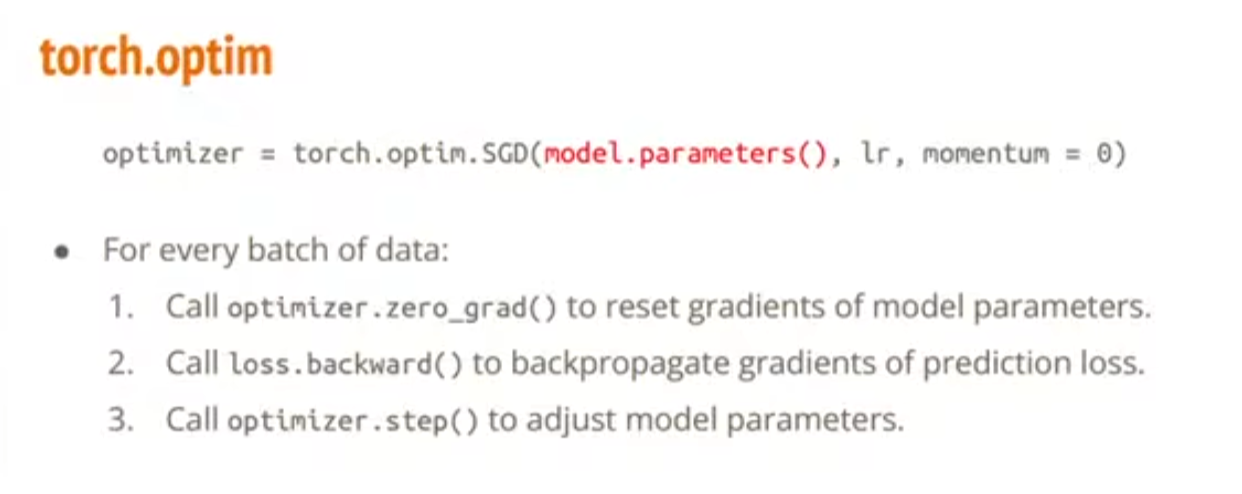 torch.optim
optimizer = torch.optim.SGD(model.parameters(), lr, momentum = 0)
● For every batch of data:
1. Call optimizer.zero_grad() to reset gradients of model parameters.
2. Call loss.backward() to backpropagate gradients of prediction loss.
3. Call optimizer.step() to adjust model parameters.